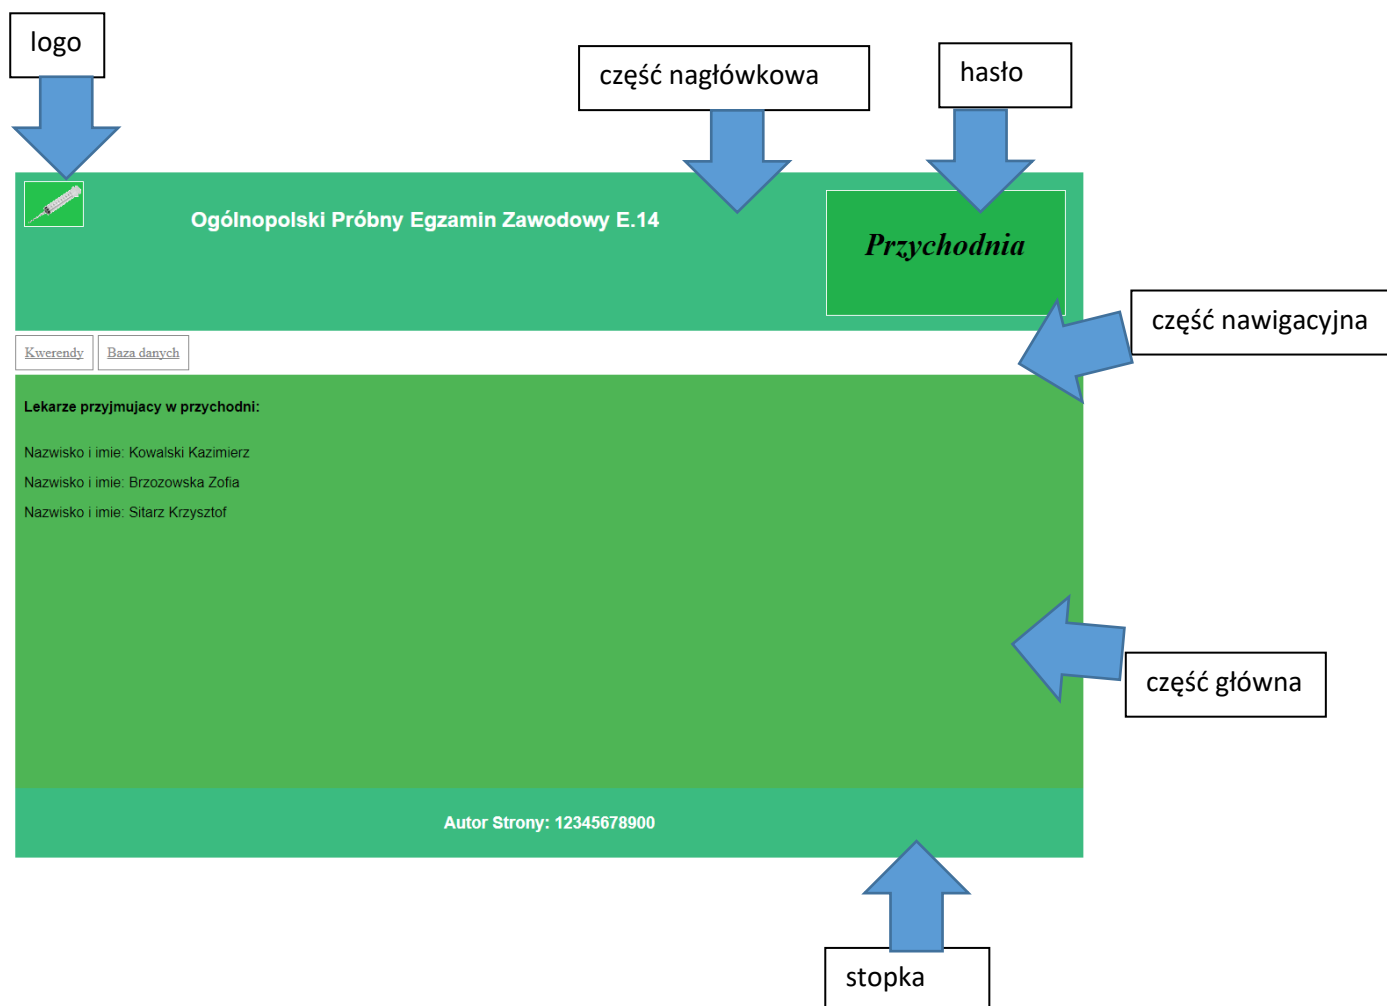 logo
część nagłówkowa
hasło
Ogólnopolski Próbny Egzamin Zawodowy E.14
Przychodnia
część nawigacyjna
Kwerendy
Baza danych
Lekarze przyjmujacy w przychodni:
Nazwisko i imie: Kowalski Kazimierz
Nazwisko i imie: Brzozowska Zofia
Nazwisko i imie: Sitarz Krzysztof
część główna
Autor Strony: 12345678900
stopka